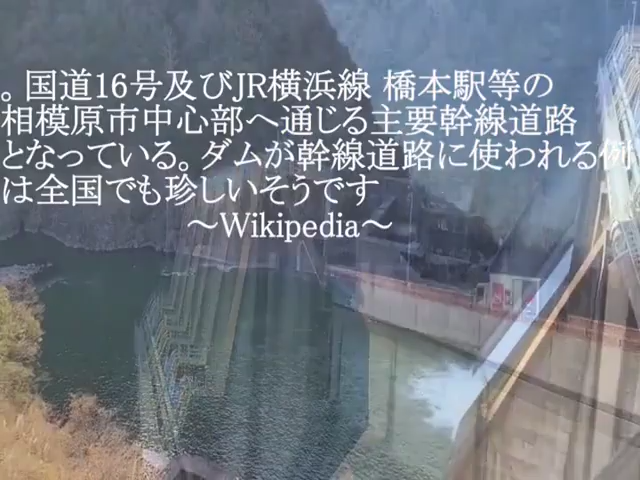 。国道16号及びJR横浜線 橋本駅等の
相模原市中心部へ通じる主要幹線道路
となっている。ダムが幹線道路に使われる例
は全国でも珍しいそうです
～Wikipedia～